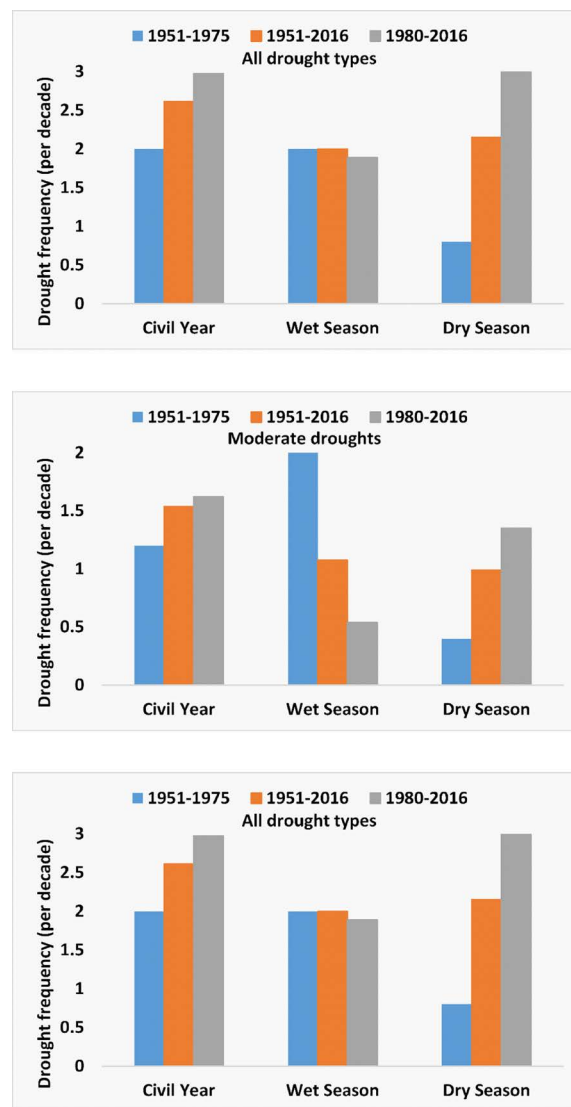 1951-1975 1951-2016 1980-2016
All drought types
Drought frequency (per decade)
3
2.5
2
1.5
1
0.5
0
Civil Year Wet Season Dry Season
1951-1975 1951-2016 1980-2016
Moderate droughts
Drought frequency (per decade)
2
1.5
1
0.5
0
Civil Year Wet Season Dry Season
1951-1975 1951-2016 1980-2016
All drought types
Drought frequency (per decade)
3
2.5
2
1.5
1
0.5
0
Civil Year Wet Season Dry Season